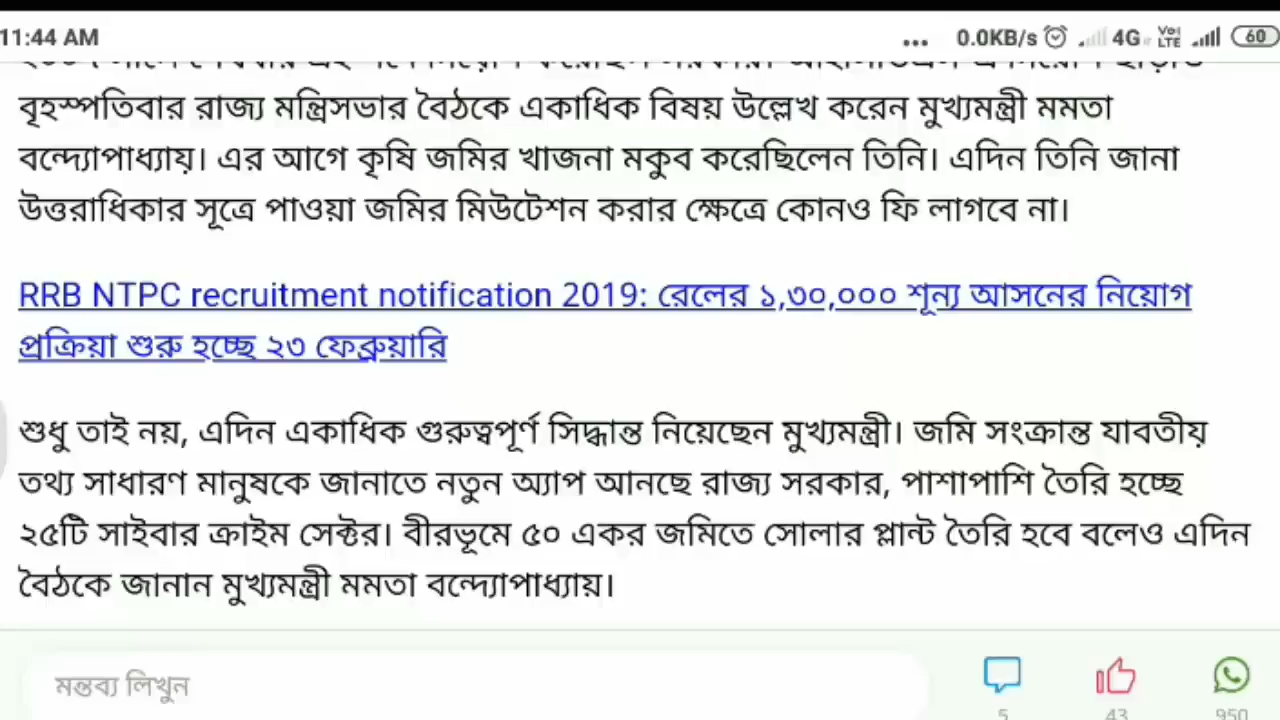 11:44 AM ... 0.0KB/s 4G VoLTE 60
বৃহস্পতিবার রাজ্য মন্ত্রিসভার বৈঠকে একাধিক বিষয় উল্লেখ করেন মুখ্যমন্ত্রী মমতা
বন্দ্যোপাধ্যায়। এর আগে কৃষি জমির খাজনা মকুব করেছিলেন তিনি। এদিন তিনি জানা
উত্তরাধিকার সূত্রে পাওয়া জমির মিউটেশন করার ক্ষেত্রে কোনও ফি লাগবে না।
RRB NTPC recruitment notification 2019: রেলের ১,৩০,০০০ শূন্য আসনের নিয়োগ
প্রক্রিয়া শুরু হচ্ছে ২৩ ফেব্রুয়ারি
শুধু তাই নয়, এদিন একাধিক গুরুত্বপূর্ণ সিদ্ধান্ত নিয়েছেন মুখ্যমন্ত্রী। জমি সংক্রান্ত যাবতীয়
তথ্য সাধারণ মানুষকে জানাতে নতুন অ্যাপ আনছে রাজ্য সরকার, পাশাপাশি তৈরি হচ্ছে
২৫টি সাইবার ক্রাইম সেক্টর। বীরভূমে ৫০ একর জমিতে সোলার প্লান্ট তৈরি হবে বলেও এদিন
বৈঠকে জানান মুখ্যমন্ত্রী মমতা বন্দ্যোপাধ্যায়।
মন্তব্য লিখুন
5 43 950